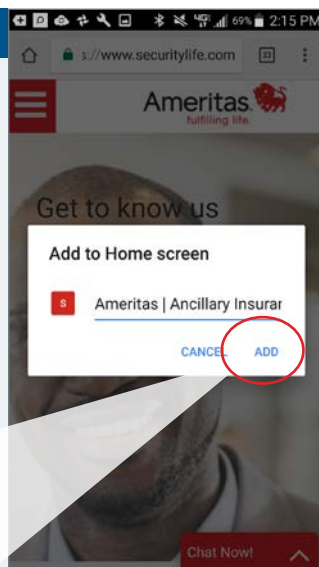 69% 2:15 PM
s://www.securitylife.com
Ameritas
fulfilling life.
Get to know us
Add to Home screen
S
Ameritas | Ancillary Insurar
CANCEL ADD
Chat Now!